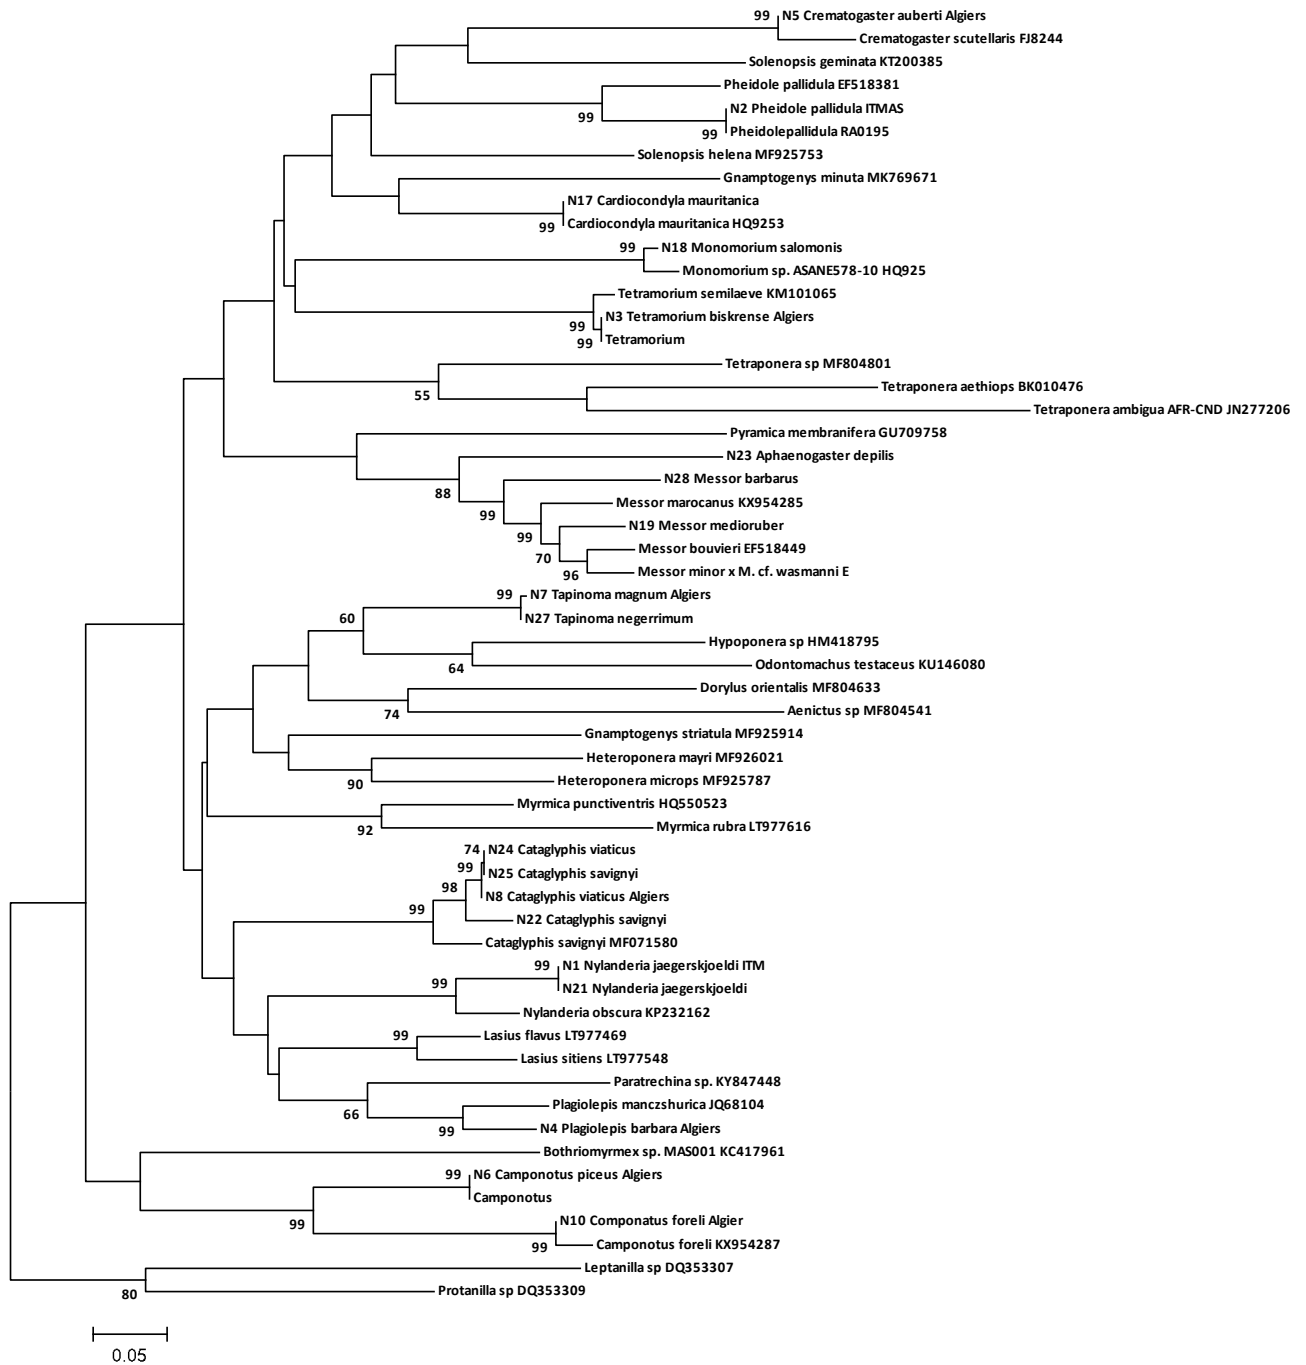 99 N5 Crematogaster auberti Algiers
Crematogaster scutellaris FJ8244
Solenopsis geminata KT200385
Pheidole pallidula EF518381
99
N2 Pheidole pallidula ITMAS
99 Pheidolepallidula RA0195
Solenopsis helena MF925753
Gnamptogenys minuta MK769671
N17 Cardiocondyla mauritanica
99 Cardiocondyla mauritanica HQ9253
99 N18 Monomorium salomonis
Monomorium sp. ASANE578-10 HQ925
Tetramorium semilaeve KM101065
99
N3 Tetramorium biskrense Algiers
99 Tetramorium
Tetraponera sp MF804801
55
Tetraponera aethiops BK010476
Tetraponera ambigua AFR-CND JN277206
Pyramica membranifera GU709758
N23 Aphaenogaster depilis
88
N28 Messor barbarus
99
Messor marocanus KX954285
99
N19 Messor medioruber
70
Messor bouvieri EF518449
96
Messor minor x M. cf. wasmanni E
99 N7 Tapinoma magnum Algiers
60
N27 Tapinoma negerrimum
Hypoponera sp HM418795
64
Odontomachus testaceus KU146080
Dorylus orientalis MF804633
74
Aenictus sp MF804541
Gnamptogenys striatula MF925914
Heteroponera mayri MF926021
90
Heteroponera microps MF925787
Myrmica punctiventris HQ550523
92
Myrmica rubra LT977616
74 N24 Cataglyphis viaticus
99
N25 Cataglyphis savignyi
98
N8 Cataglyphis viaticus Algiers
99
N22 Cataglyphis savignyi
Cataglyphis savignyi MF071580
99 N1 Nylanderia jaegerskjoeldi ITM
99
N21 Nylanderia jaegerskjoeldi
Nylanderia obscura KP232162
99
Lasius flavus LT977469
Lasius sitiens LT977548
Paratrechina sp. KY847448
66
Plagiolepis manczshurica JQ68104
99
N4 Plagiolepis barbara Algiers
Bothriomyrmex sp. MAS001 KC417961
99 N6 Camponotus piceus Algiers
Camponotus
99
N10 Componatus foreli Algier
99
Camponotus foreli KX954287
Leptanilla sp DQ353307
80
Protanilla sp DQ353309
0.05